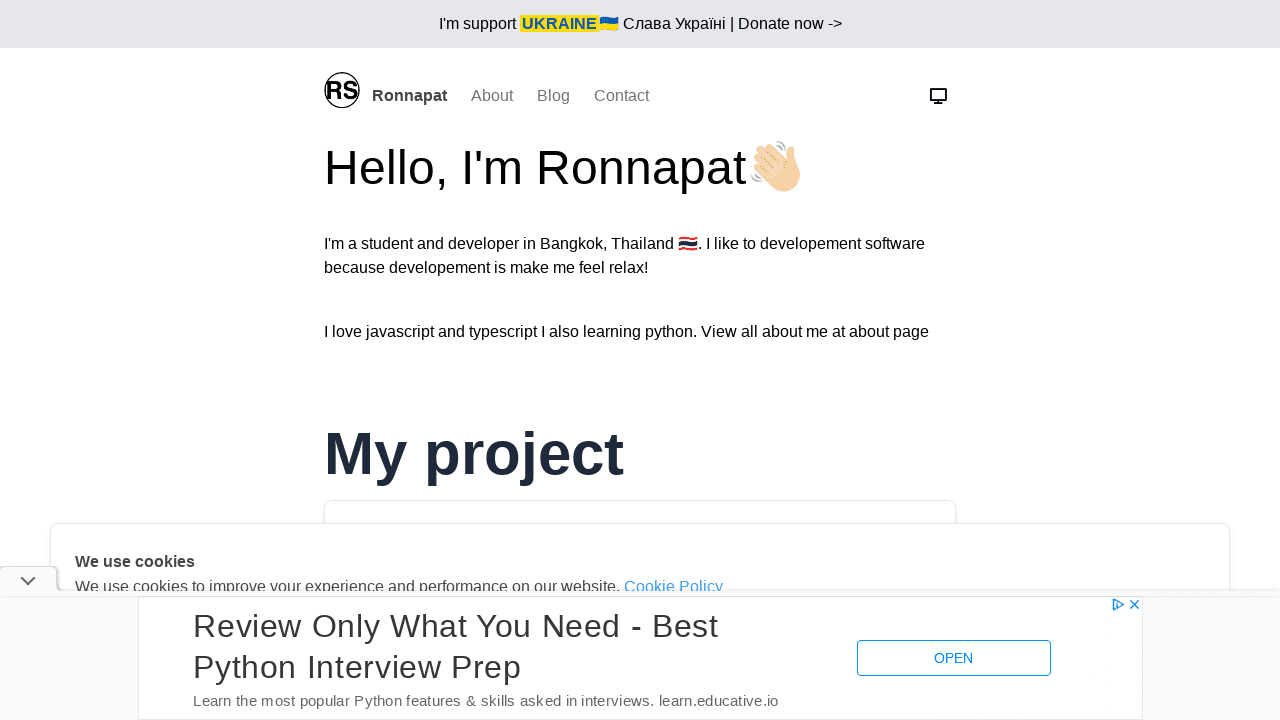 I'm support UKRAINE🇺🇦 Слава Україні | Donate now ->
RS Ronnapat About Blog Contact
Hello, I'm Ronnapat👋🏼
I'm a student and developer in Bangkok, Thailand 🇹🇭. I like to developement software
because developement is make me feel relax!
I love javascript and typescript I also learning python. View all about me at about page
My project
We use cookies
We use cookies to improve your experience and performance on our website. Cookie Policy
Review Only What You Need - Best
Python Interview Prep
Learn the most popular Python features & skills asked in interviews. learn.educative.io
OPEN